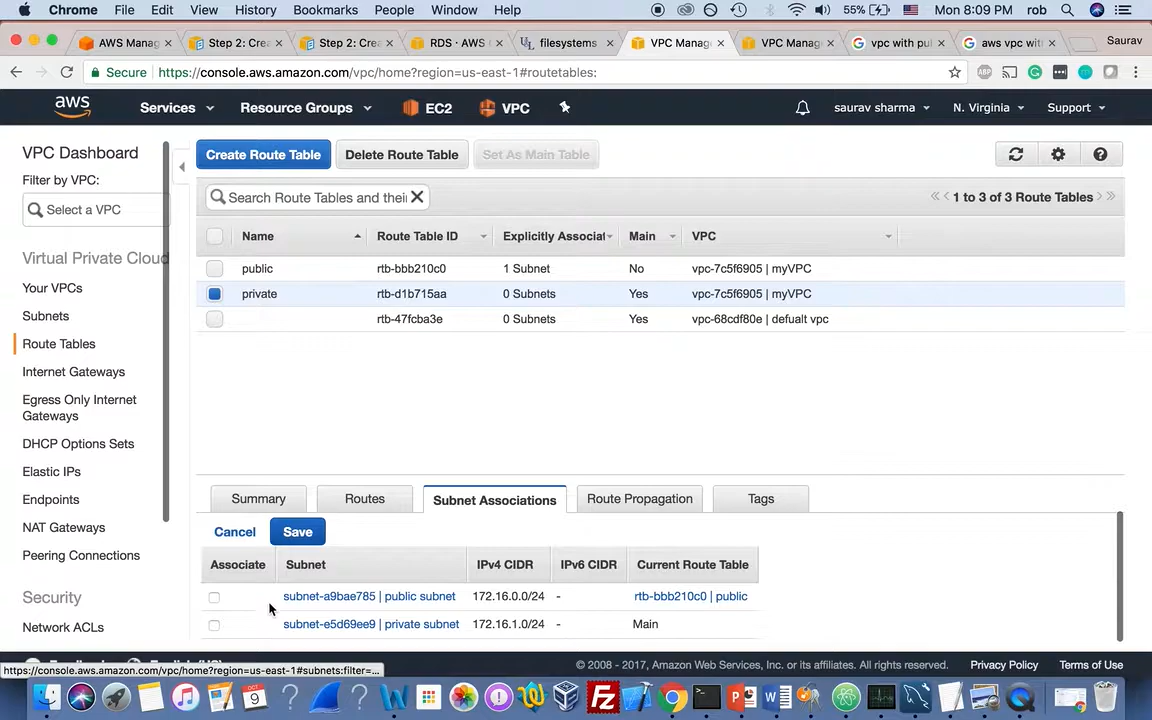 Chrome File Edit View History Bookmarks People Window Help 55% Mon 8:09 PM rob
AWS Manag Step 2: Crea Step 2: Crea RDS · AWS filesystems VPC Manag VPC Manag vpc with pul aws vpc wit Saurav
Secure https://console.aws.amazon.com/vpc/home?region=us-east-1#routetables: ABP
aws Services Resource Groups EC2 VPC saurav sharma N. Virginia Support
VPC Dashboard
Filter by VPC:
Select a VPC
Virtual Private Cloud
Your VPCs
Subnets
Route Tables
Internet Gateways
Egress Only Internet
Gateways
DHCP Options Sets
Elastic IPs
Endpoints
NAT Gateways
Peering Connections
Security
Network ACLs
Create Route Table Delete Route Table Set As Main Table
Search Route Tables and thei 1 to 3 of 3 Route Tables
Name Route Table ID Explicitly Associat Main VPC
public rtb-bbb210c0 1 Subnet No vpc-7c5f6905 | myVPC
private rtb-d1b715aa 0 Subnets Yes vpc-7c5f6905 | myVPC
rtb-47fcba3e 0 Subnets Yes vpc-68cdf80e | defualt vpc
Summary Routes Subnet Associations Route Propagation Tags
Cancel Save
Associate Subnet IPv4 CIDR IPv6 CIDR Current Route Table
subnet-a9bae785 | public subnet 172.16.0.0/24 - rtb-bbb210c0 | public
subnet-e5d69ee9 | private subnet 172.16.1.0/24 - Main
https://console.aws.amazon.com/vpc/home?region=us-east-1#subnets:filter=...
© 2008 - 2017, Amazon Web Services, Inc. or its affiliates. All rights reserved. Privacy Policy Terms of Use
OCT
9